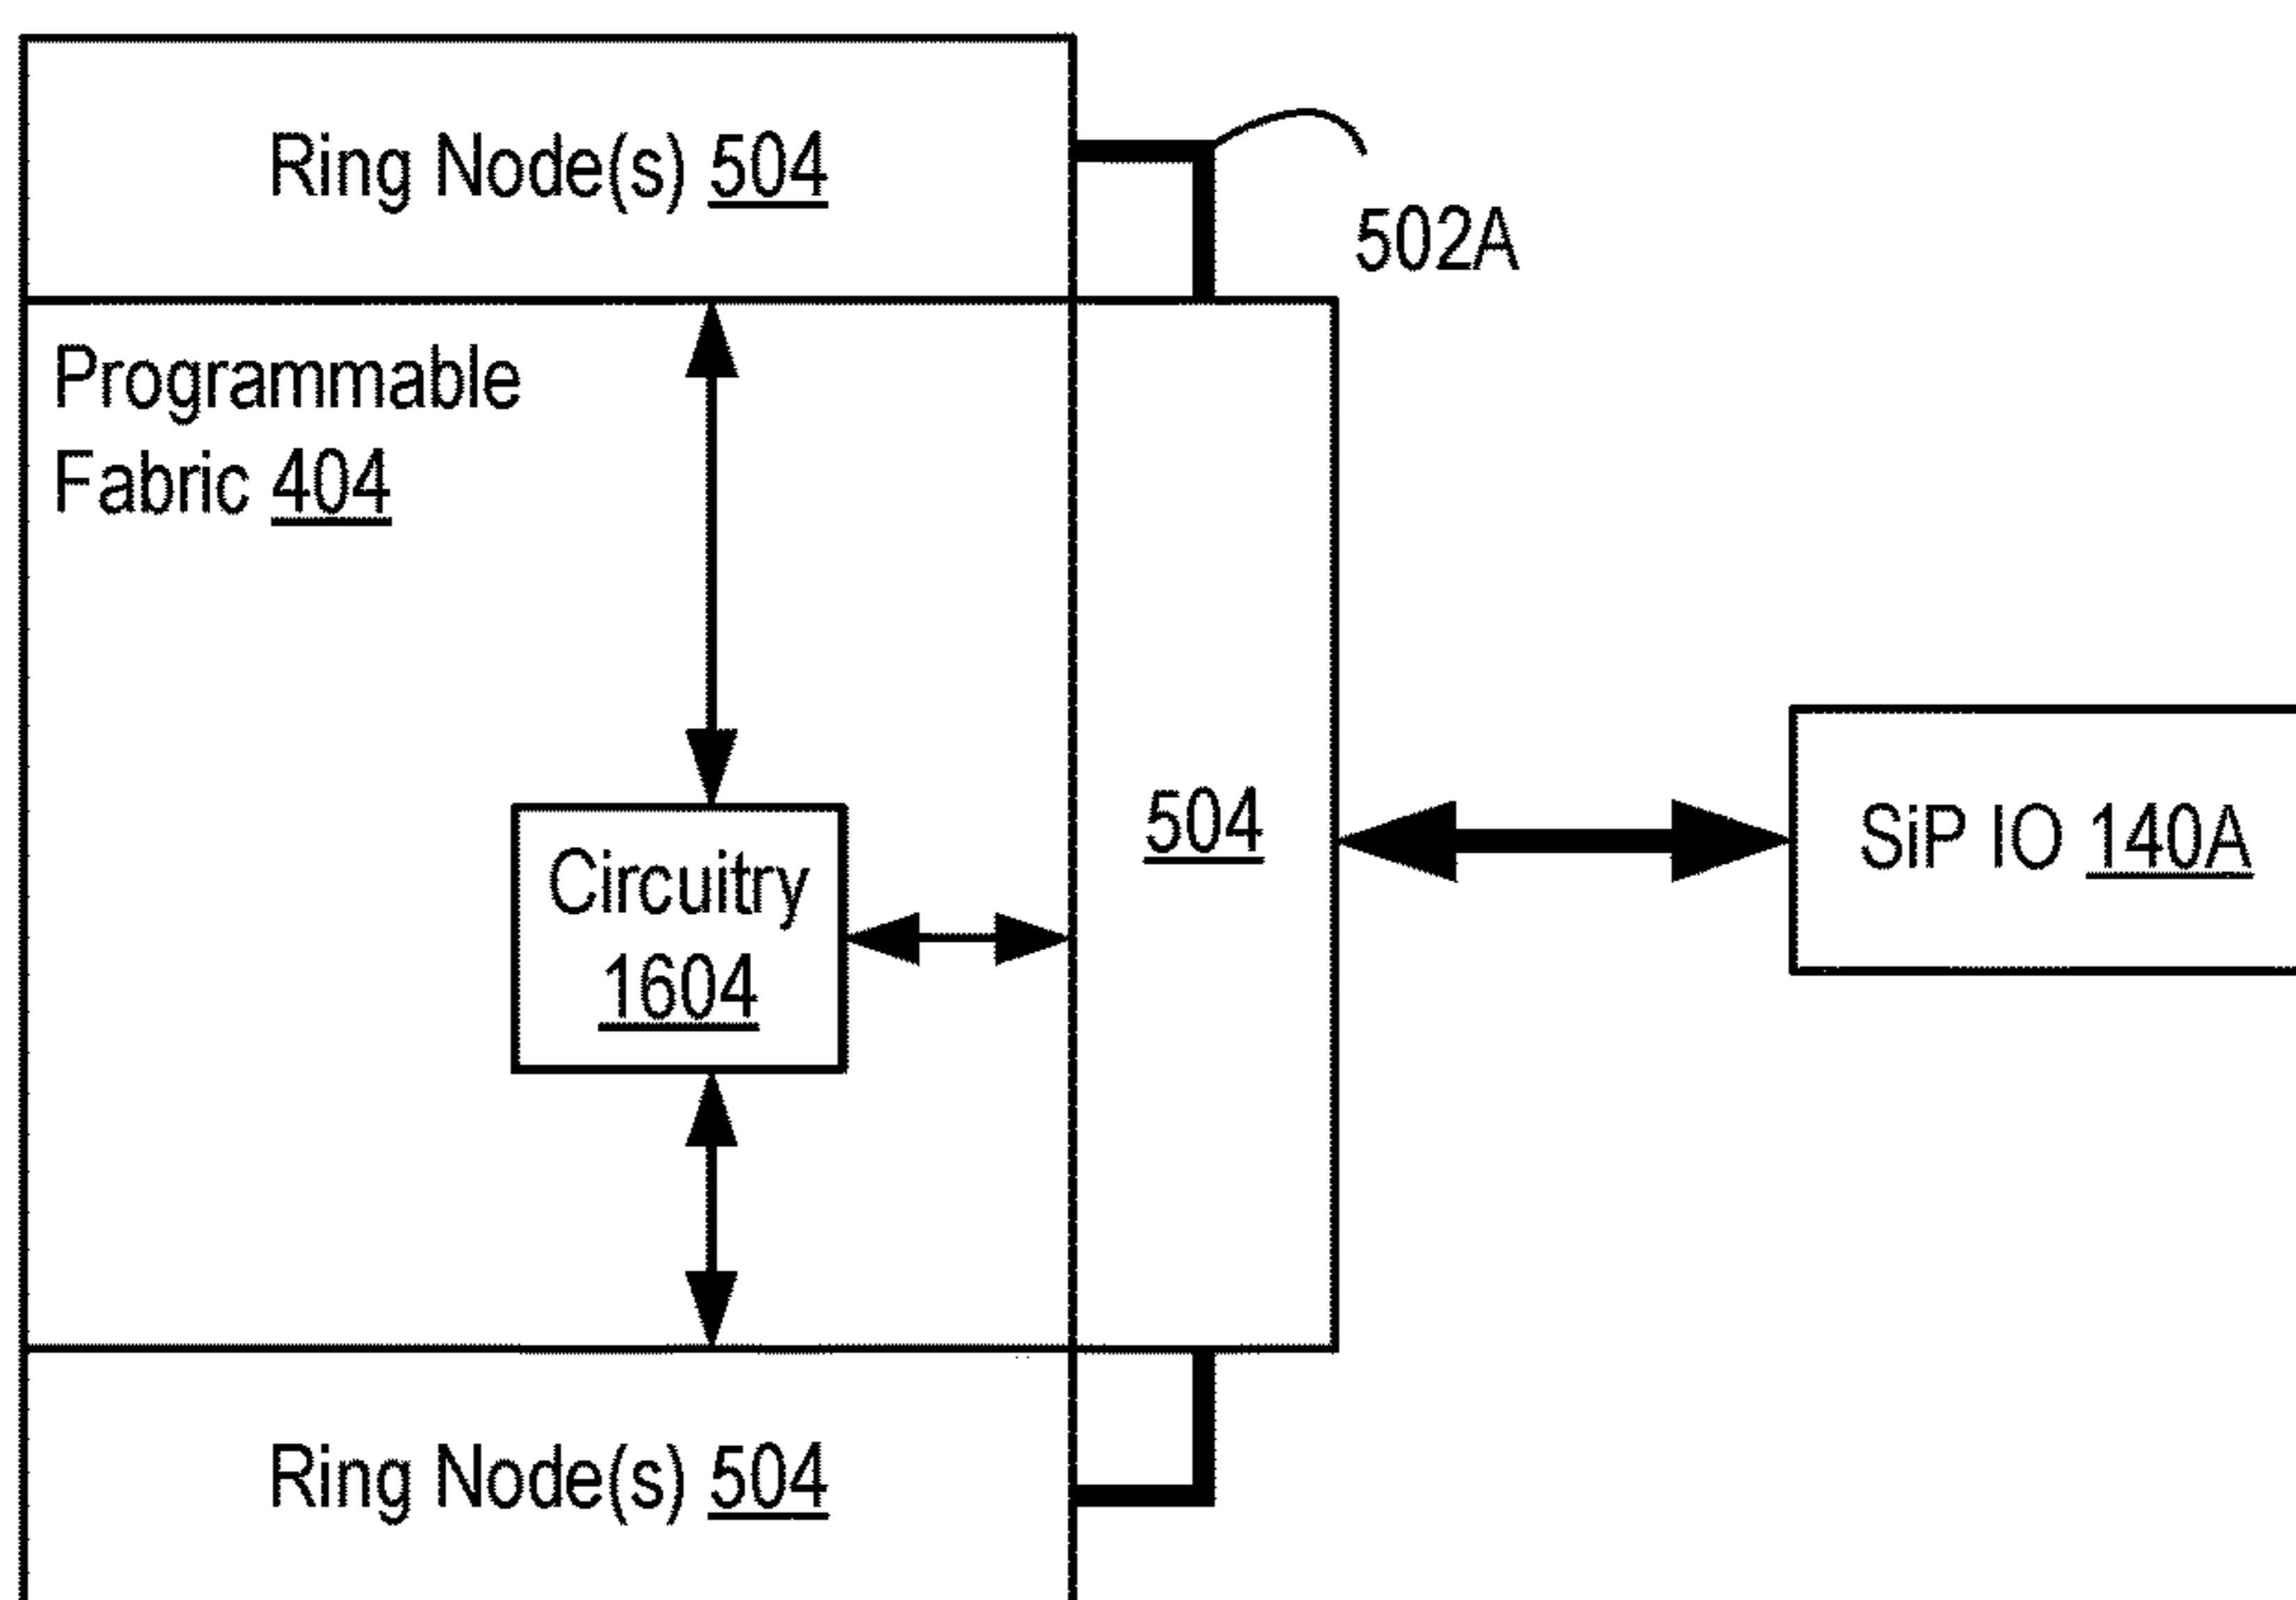 Ring Node(s) 504
502A
Programmable
Fabric 404
504
SiP IO 140A
Circuitry
1604
Ring Node(s) 504